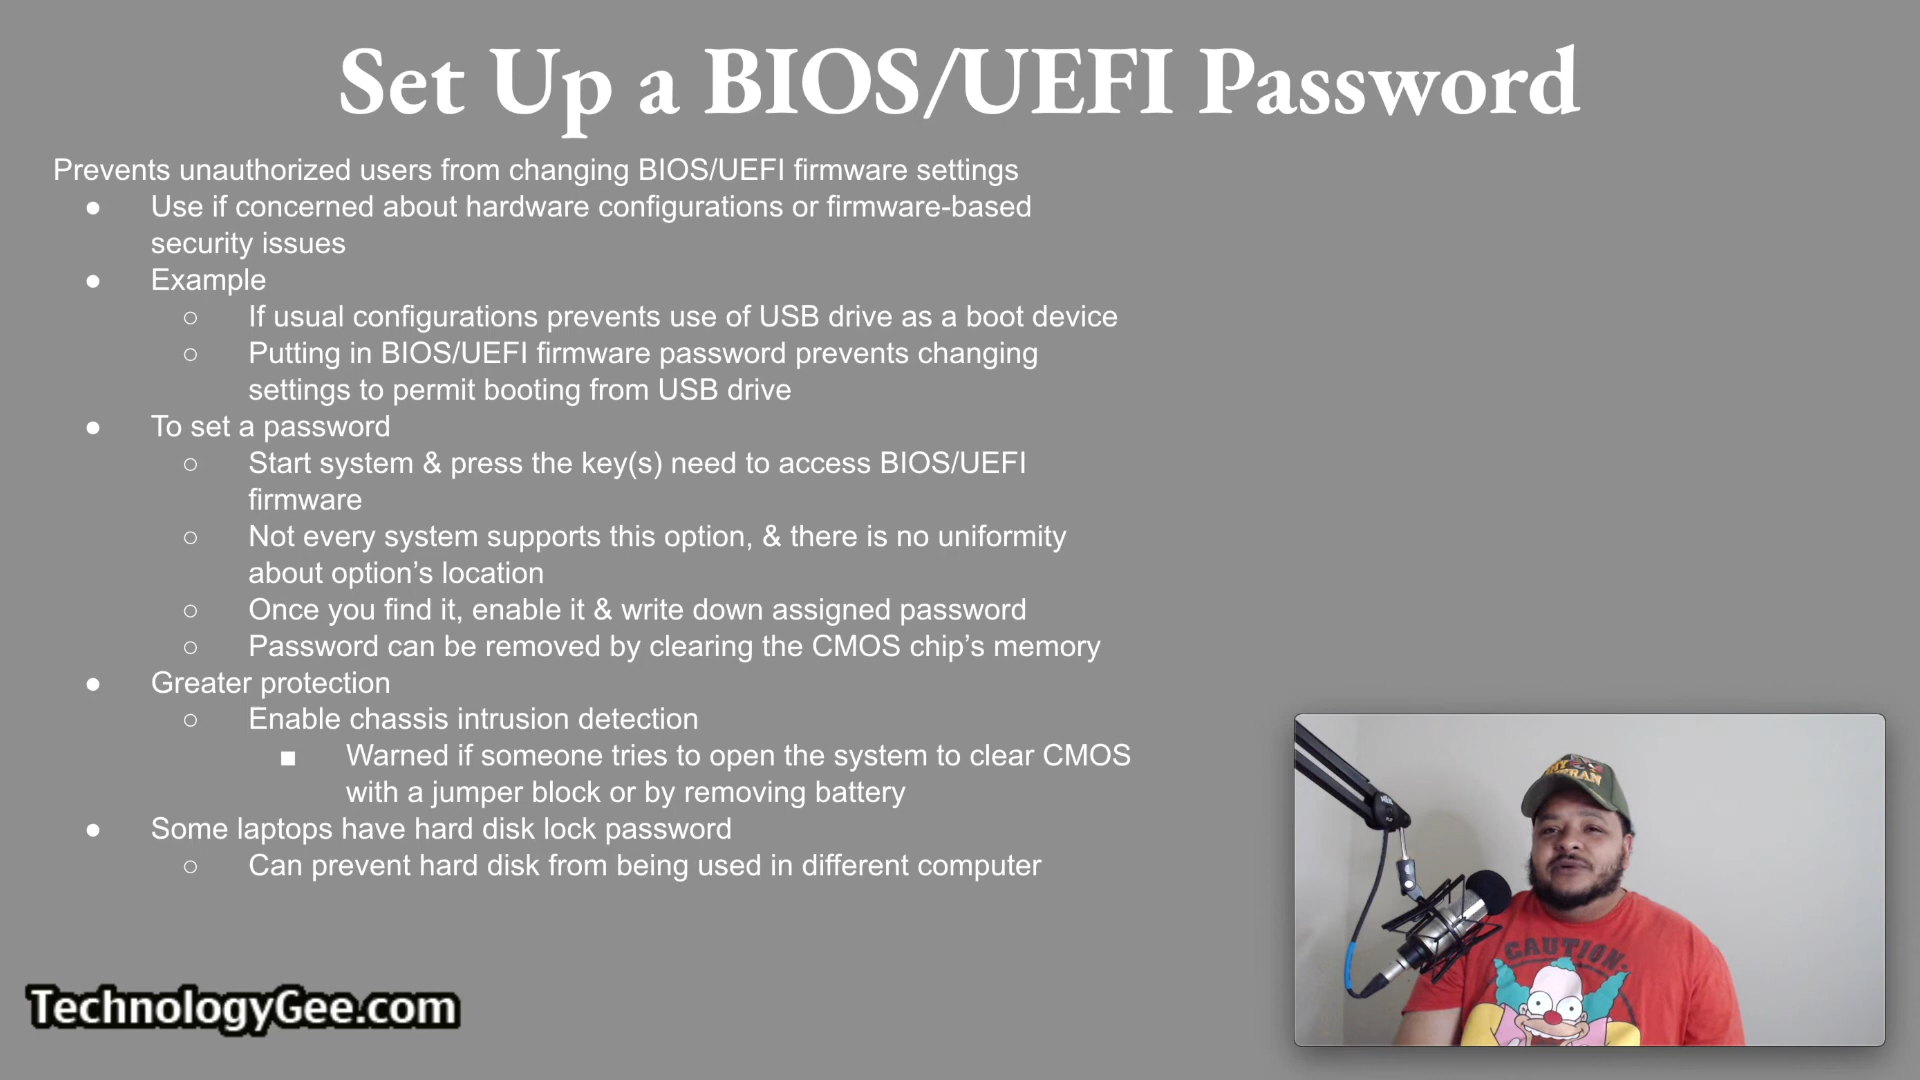 Set Up a BIOS/UEFI Password
Prevents unauthorized users from changing BIOS/UEFI firmware settings
● Use if concerned about hardware configurations or firmware-based
security issues
● Example
○ If usual configurations prevents use of USB drive as a boot device
○ Putting in BIOS/UEFI firmware password prevents changing
settings to permit booting from USB drive
● To set a password
○ Start system & press the key(s) need to access BIOS/UEFI
firmware
○ Not every system supports this option, & there is no uniformity
about option’s location
○ Once you find it, enable it & write down assigned password
○ Password can be removed by clearing the CMOS chip’s memory
● Greater protection
○ Enable chassis intrusion detection
■ Warned if someone tries to open the system to clear CMOS
with a jumper block or by removing battery
● Some laptops have hard disk lock password
○ Can prevent hard disk from being used in different computer
CAUTION
TechnologyGee.com